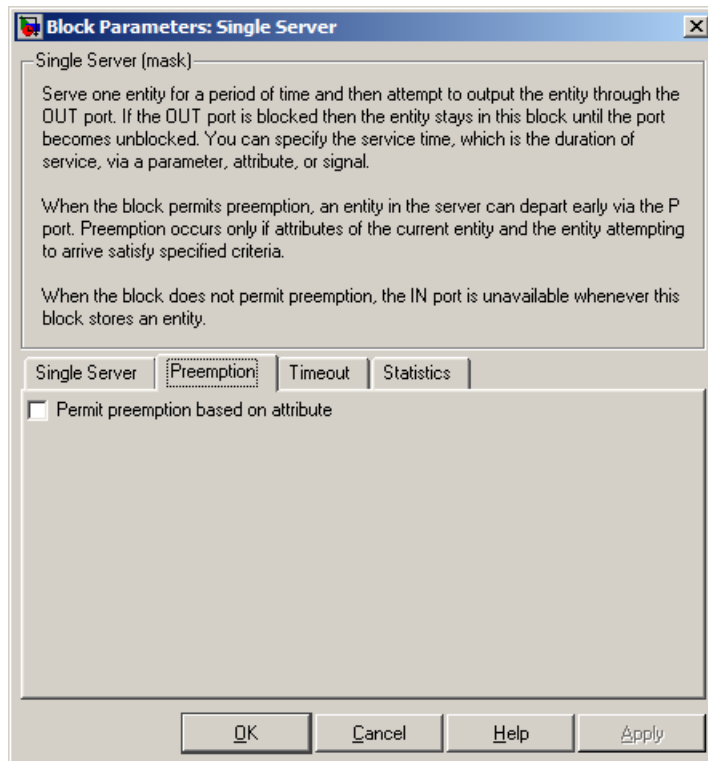 Block Parameters: Single Server
Single Server (mask)
Serve one entity for a period of time and then attempt to output the entity through the
OUT port. If the OUT port is blocked then the entity stays in this block until the port
becomes unblocked. You can specify the service time, which is the duration of
service, via a parameter, attribute, or signal.
When the block permits preemption, an entity in the server can depart early via the P
port. Preemption occurs only if attributes of the current entity and the entity attempting
to arrive satisfy specified criteria.
When the block does not permit preemption, the IN port is unavailable whenever this
block stores an entity.
Single Server Preemption Timeout Statistics
Permit preemption based on attribute
OK Cancel Help Apply